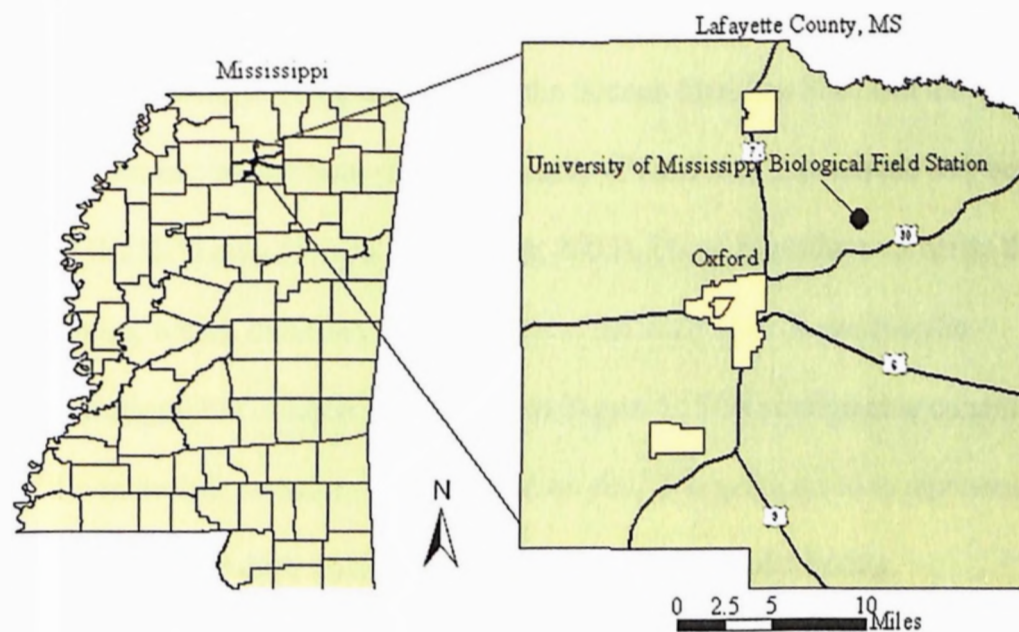 Lafayette County, MS
Mississippi
7
University of Mississippi Biological Field Station
30
Oxford
6
N
9
0 2.5 5 10
Miles